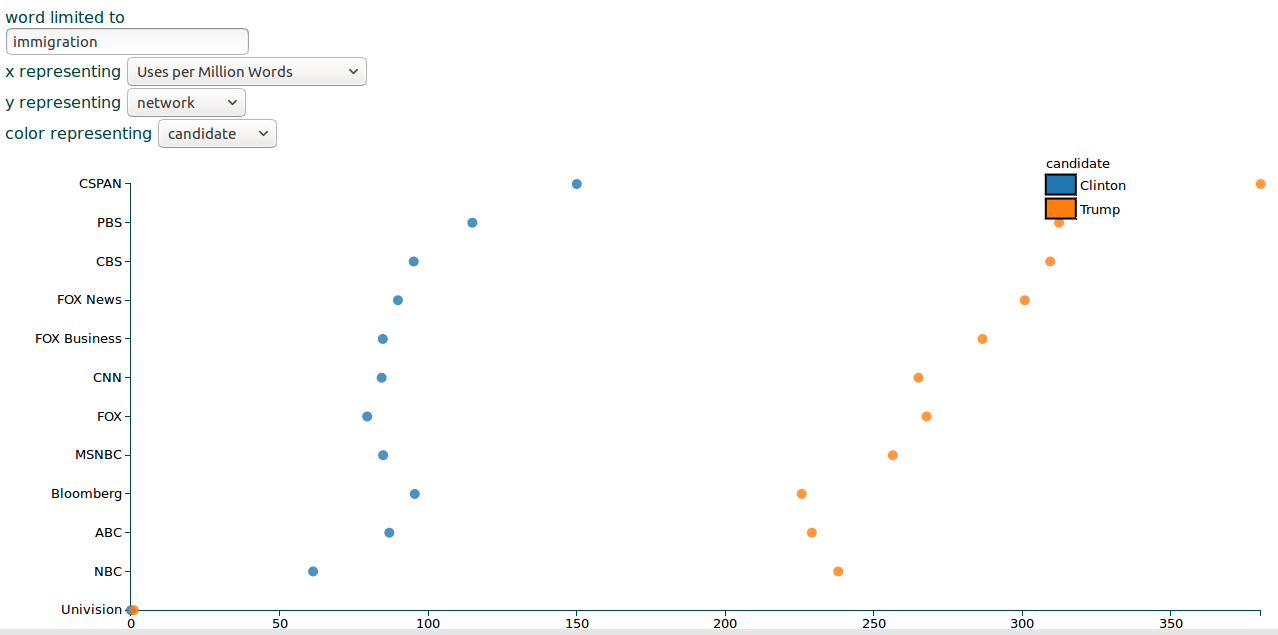 word limited to
immigration
x representing Uses per Million Words
y representing network
color representing candidate
candidate
CSPAN
Clinton
Trump
PBS
CBS
FOX News
FOX Business
CNN
FOX
MSNBC
Bloomberg
ABC
NBC
Univision
0 50 100 150 200 250 300 350